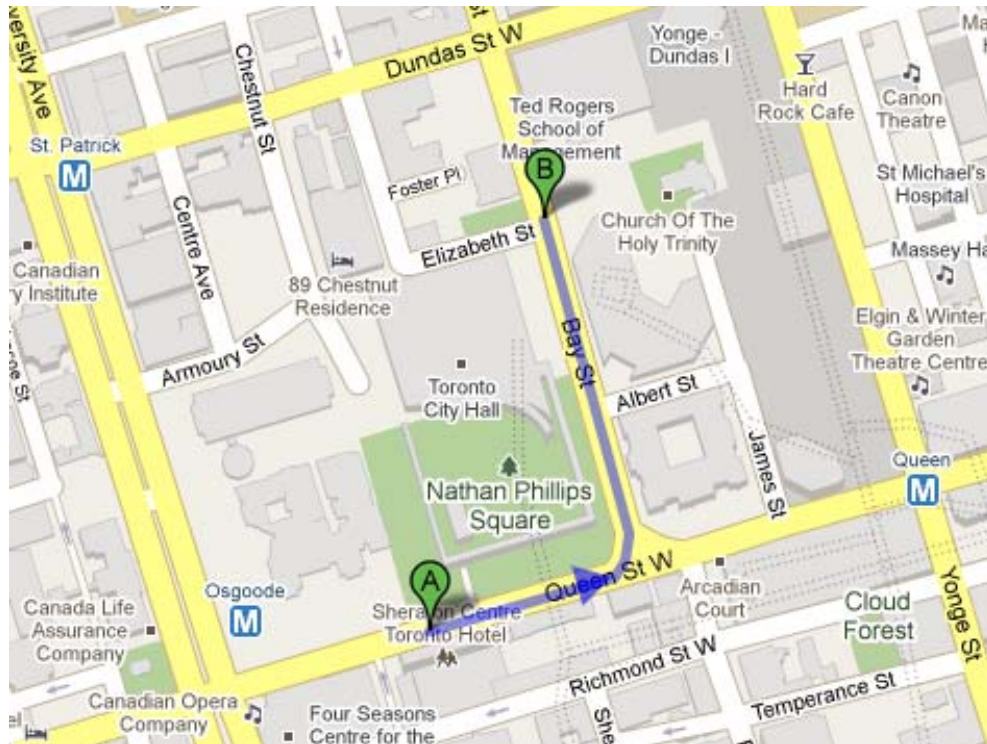 Dundas St W
Yonge -
Dundas I
Hard
Rock Cafe
Canon
Theatre
Chestnut St
Ted Rogers
School of
Management
St. Patrick
M
B
Foster Pl
St Michael's
Hospital
Centre Ave
Elizabeth St
Church Of The
Holy Trinity
Canadian
89 Chestnut
Residence
Armoury St
Bay St
Elgin & Winter
Garden
Theatre Centre
Toronto
City Hall
Albert St
James St
Queen
M
Nathan Phillips
Square
A
Queen St W
Osgoode
M
Sheraton Centre
Toronto Hotel
Arcadian
Court
Cloud
Forest
Yonge St
Canada Life
Assurance
Company
Richmond St W
Temperance St
Canadian Opera
Company
Four Seasons
Centre for the